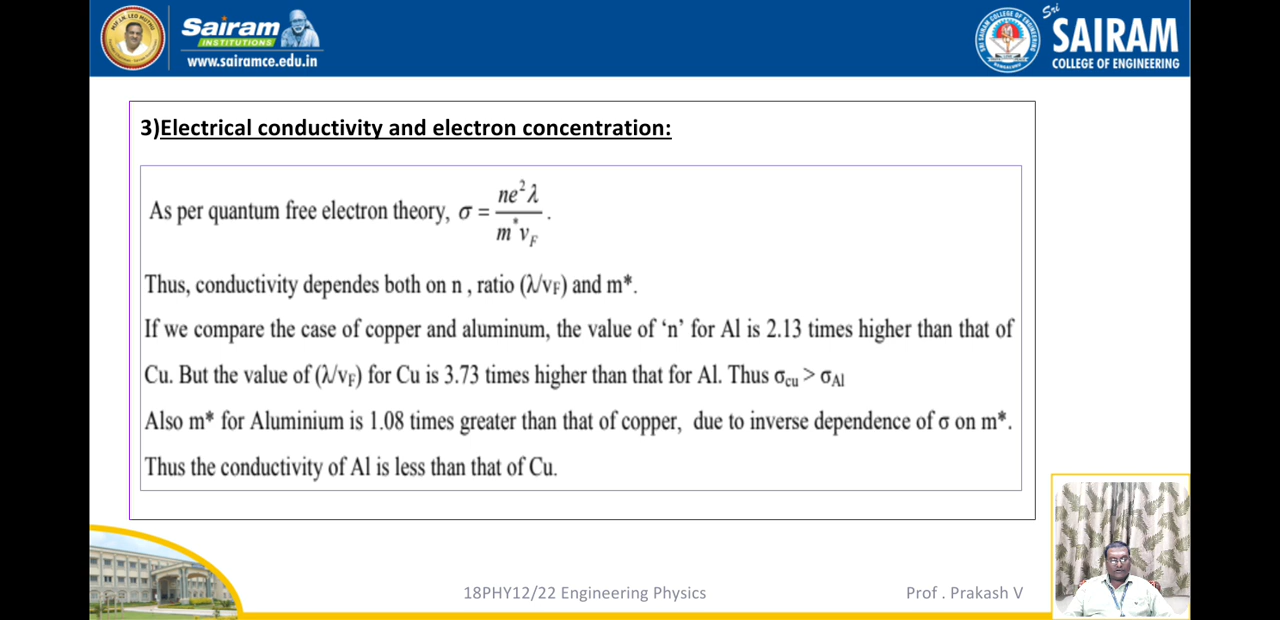 Sairam
INSTITUTIONS
www.sairamce.edu.in
Sri
SAIRAM
COLLEGE OF ENGINEERING
3)Electrical conductivity and electron concentration:
As per quantum free electron theory, σ = ne²λ / m*v_F .
Thus, conductivity dependes both on n , ratio (λ/vF) and m*.
If we compare the case of copper and aluminum, the value of ‘n’ for Al is 2.13 times higher than that of
Cu. But the value of (λ/vF) for Cu is 3.73 times higher than that for Al. Thus σcu > σAl
Also m* for Aluminium is 1.08 times greater than that of copper, due to inverse dependence of σ on m*.
Thus the conductivity of Al is less than that of Cu.
18PHY12/22 Engineering Physics
Prof . Prakash V